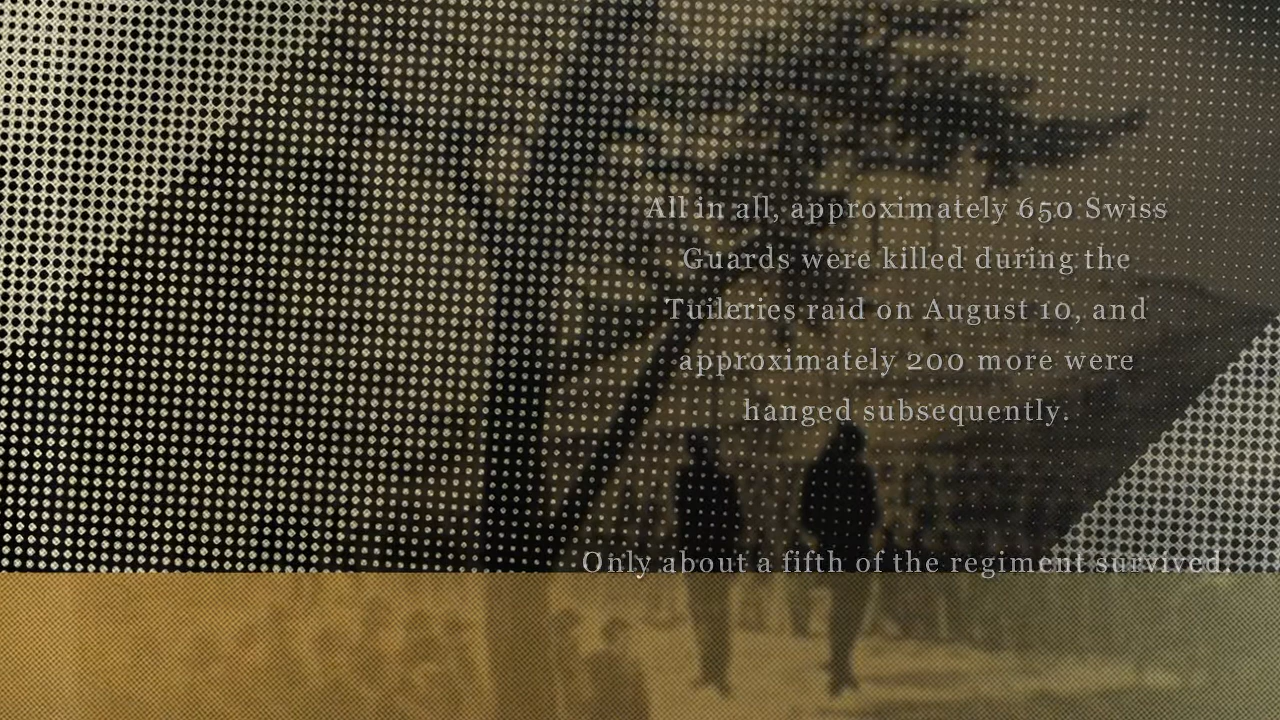 All in all, approximately 650 Swiss
Guards were killed during the
Tuileries raid on August 10, and
approximately 200 more were
hanged subsequently.
Only about a fifth of the regiment survived.